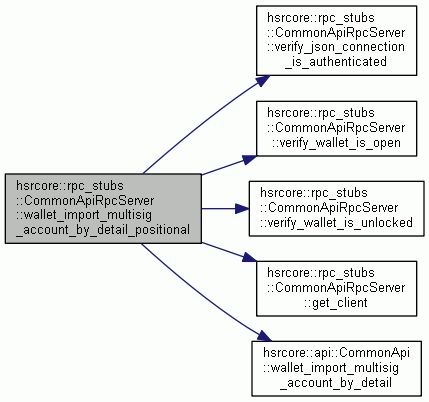 hsrcore::rpc_stubs
::CommonApiRpcServer
::verify_json_connection
_is_authenticated
hsrcore::rpc_stubs
::CommonApiRpcServer
::verify_wallet_is_open
hsrcore::rpc_stubs
::CommonApiRpcServer
::wallet_import_multisig
_account_by_detail_positional
hsrcore::rpc_stubs
::CommonApiRpcServer
::verify_wallet_is_unlocked
hsrcore::rpc_stubs
::CommonApiRpcServer
::get_client
hsrcore::api::CommonApi
::wallet_import_multisig
_account_by_detail